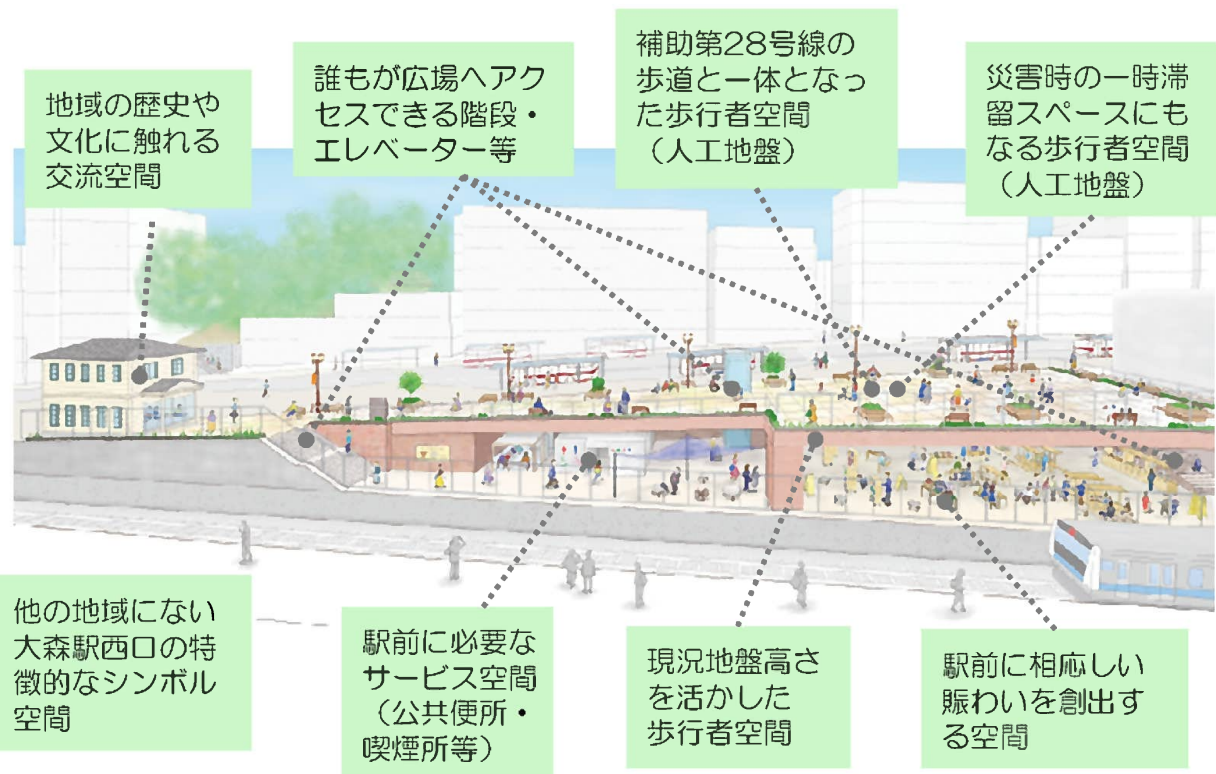 地域の歴史や
文化に触れる
交流空間
誰もが広場へアク
セスできる階段・
エレベーター等
補助第28号線の
歩道と一体となっ
た歩行者空間
（人工地盤）
災害時の一時滞
留スペースにも
なる歩行者空間
（人工地盤）
他の地域にない
大森駅西口の特
徴的なシンボル
空間
駅前に必要な
サービス空間
（公共便所・
喫煙所等）
現況地盤高さ
を活かした
歩行者空間
駅前に相応しい
賑わいを創出す
る空間